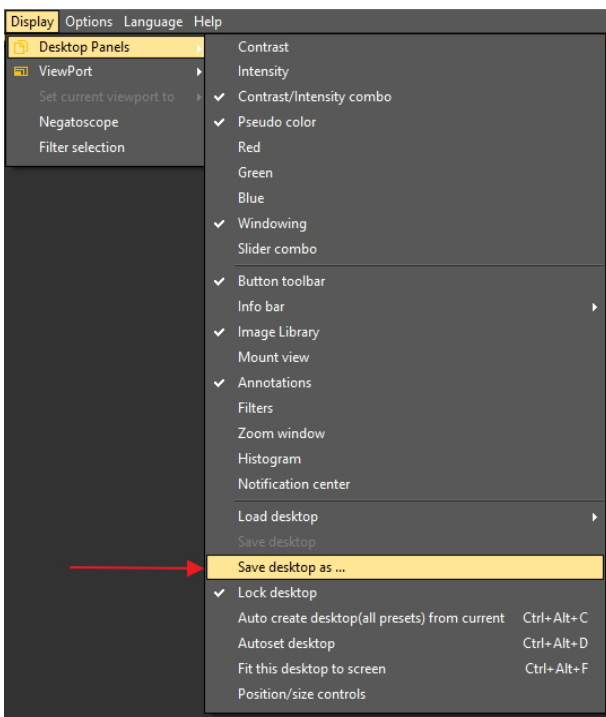 Display Options Language Help
Desktop Panels
ViewPort
Set current viewport to
Negatoscope
Filter selection
Contrast
Intensity
Contrast/Intensity combo
Pseudo color
Red
Green
Blue
Windowing
Slider combo
Button toolbar
Info bar
Image Library
Mount view
Annotations
Filters
Zoom window
Histogram
Notification center
Load desktop
Save desktop
Save desktop as ...
Lock desktop
Auto create desktop(all presets) from current Ctrl+Alt+C
Autoset desktop Ctrl+Alt+D
Fit this desktop to screen Ctrl+Alt+F
Position/size controls